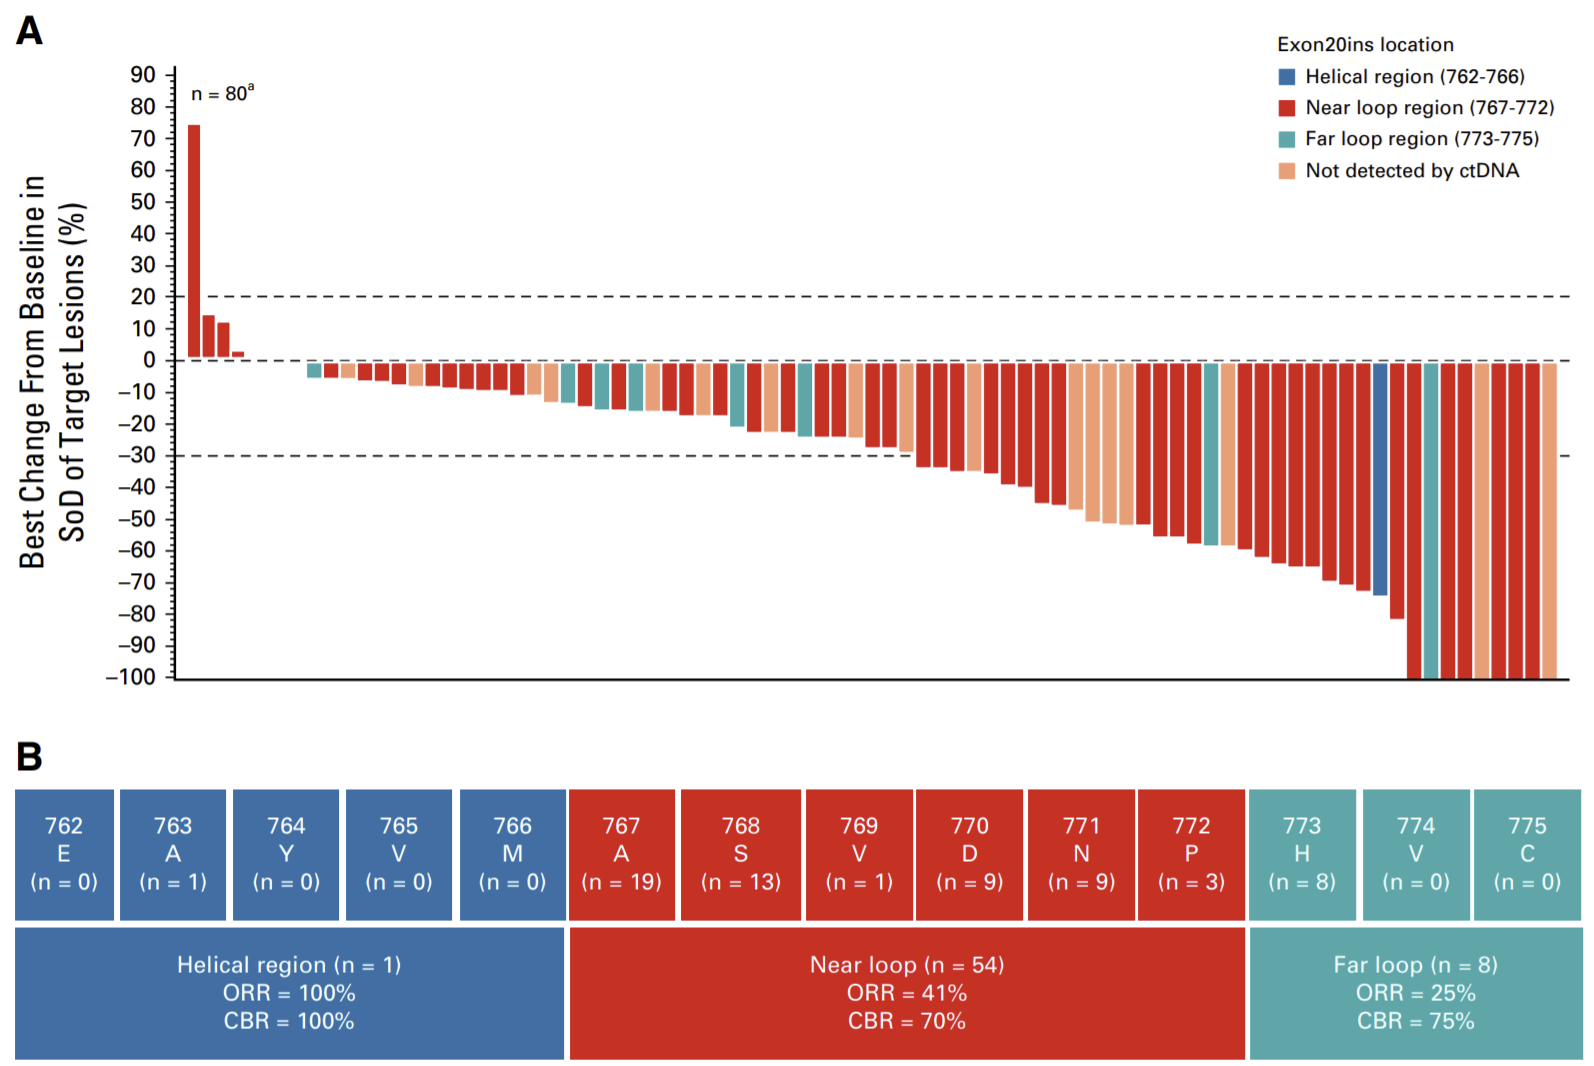 A
Exon20ins location
Helical region (762-766)
Near loop region (767-772)
Far loop region (773-775)
Not detected by ctDNA
n = 80a
Best Change From Baseline in
SoD of Target Lesions (%)
90
80
70
60
50
40
30
20
10
0
–10
–20
–30
–40
–50
–60
–70
–80
–90
–100
B
762
E
(n = 0)
763
A
(n = 1)
764
Y
(n = 0)
765
V
(n = 0)
766
M
(n = 0)
767
A
(n = 19)
768
S
(n = 13)
769
V
(n = 1)
770
D
(n = 9)
771
N
(n = 9)
772
P
(n = 3)
773
H
(n = 8)
774
V
(n = 0)
775
C
(n = 0)
Helical region (n = 1)
ORR = 100%
CBR = 100%
Near loop (n = 54)
ORR = 41%
CBR = 70%
Far loop (n = 8)
ORR = 25%
CBR = 75%